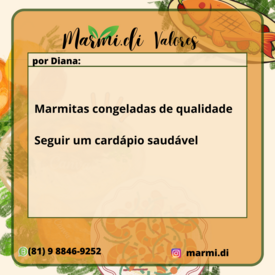 Marmi.di Valores
por Diana:
Marmitas congeladas de qualidade
Seguir um cardápio saudável
(81) 9 8846-9252
marmi.di